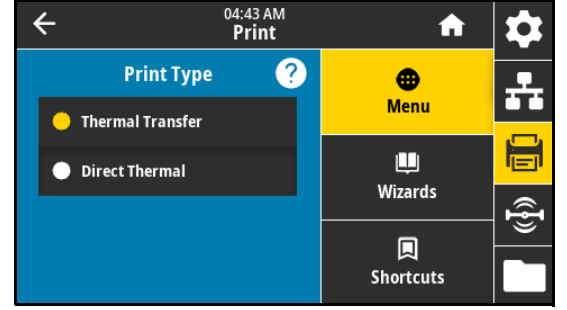 04:43 AM
Print
Print Type
?
Thermal Transfer
Direct Thermal
Menu
Wizards
Shortcuts